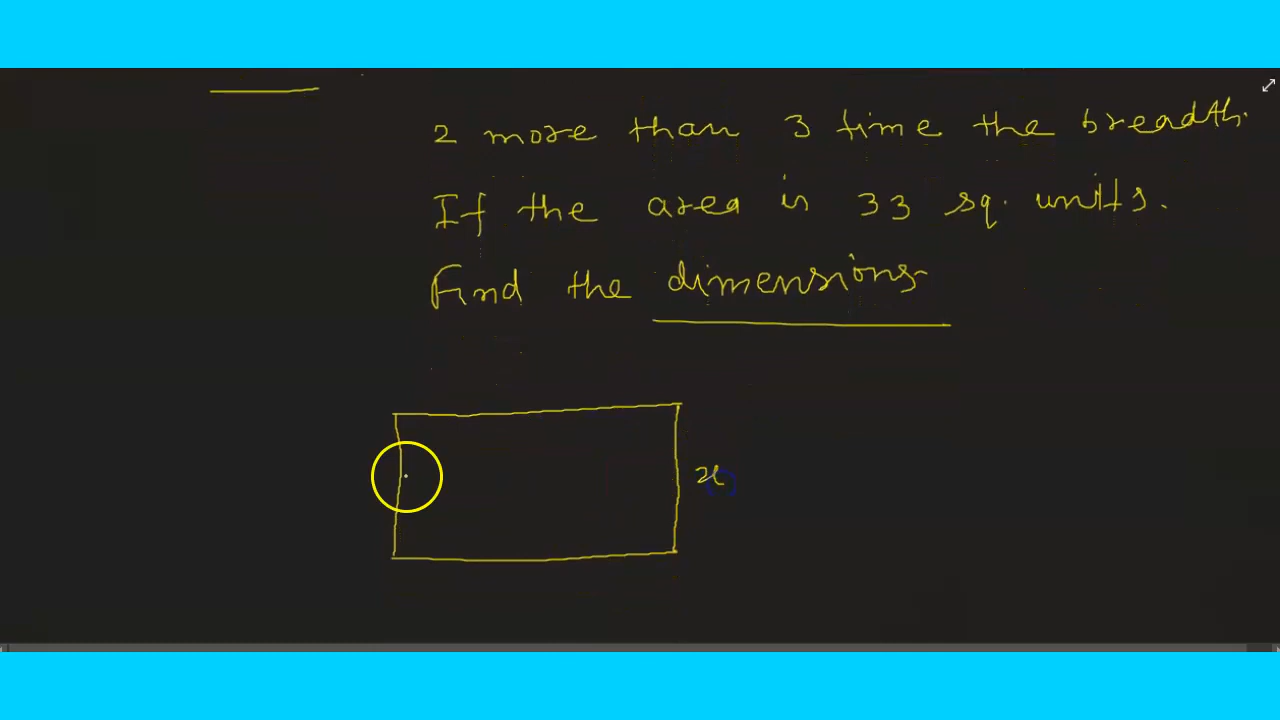 2 more than 3 time the breadth.
If the area is 33 sq. units.
Find the dimensions.
x